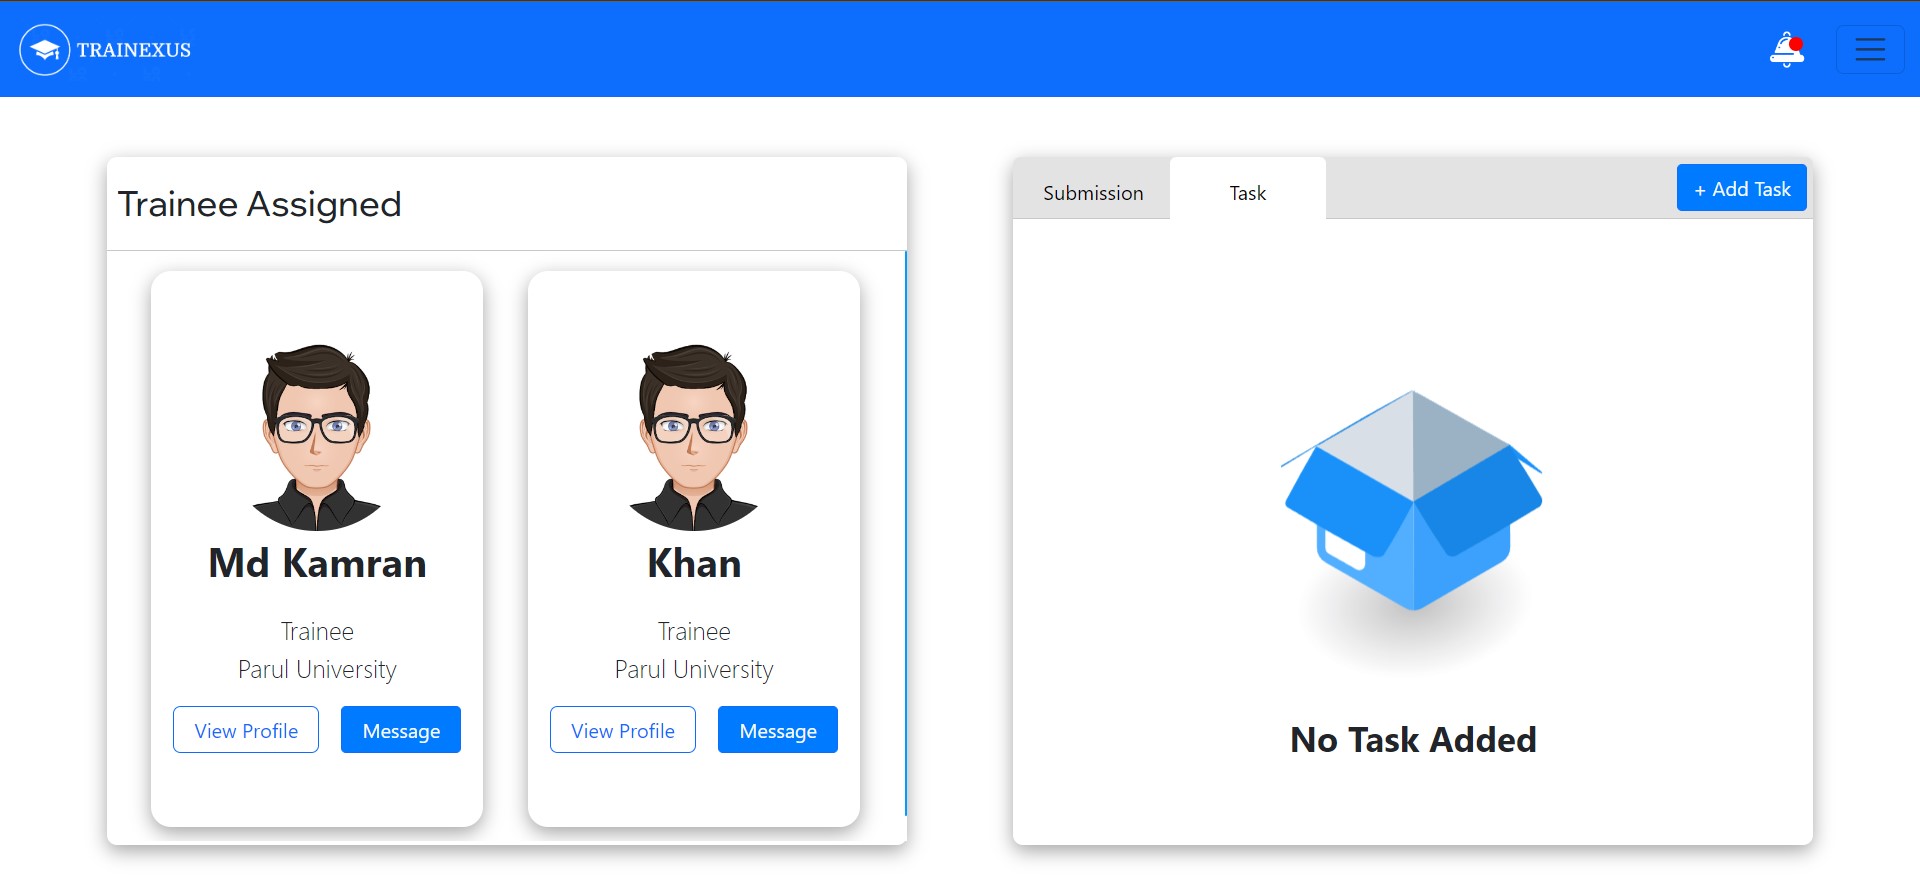 TRAINEXUS
Trainee Assigned
Md Kamran
Trainee
Parul University
View Profile
Message
Khan
Trainee
Parul University
View Profile
Message
Submission
Task
+ Add Task
No Task Added